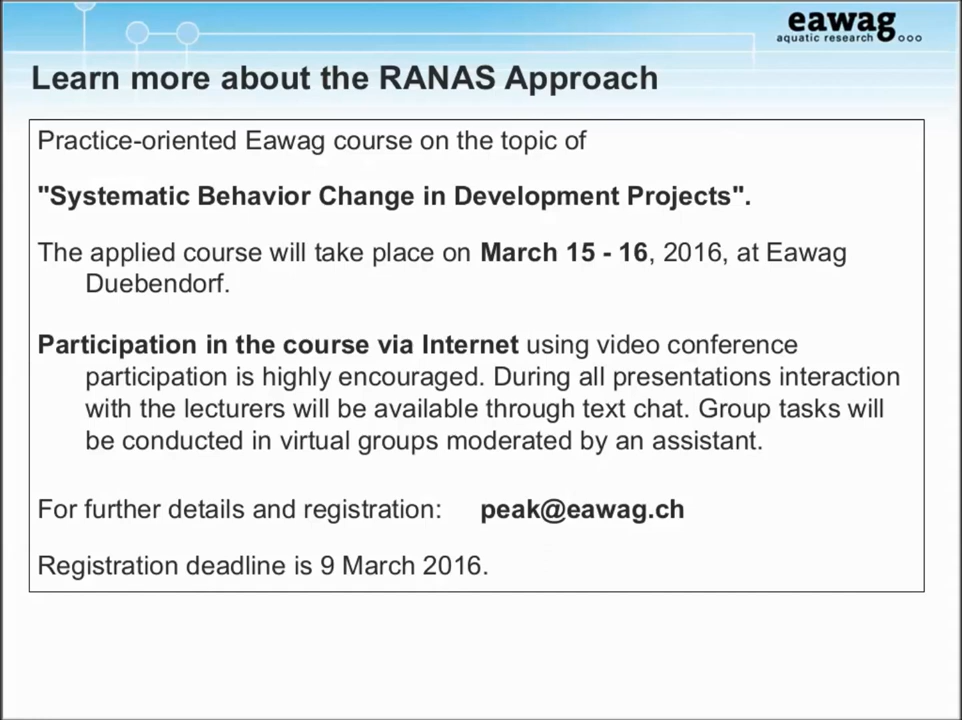 eawag
aquatic research
Learn more about the RANAS Approach
Practice-oriented Eawag course on the topic of
"Systematic Behavior Change in Development Projects".
The applied course will take place on March 15 - 16, 2016, at Eawag
Duebendorf.
Participation in the course via Internet using video conference
participation is highly encouraged. During all presentations interaction
with the lecturers will be available through text chat. Group tasks will
be conducted in virtual groups moderated by an assistant.
For further details and registration: peak@eawag.ch
Registration deadline is 9 March 2016.